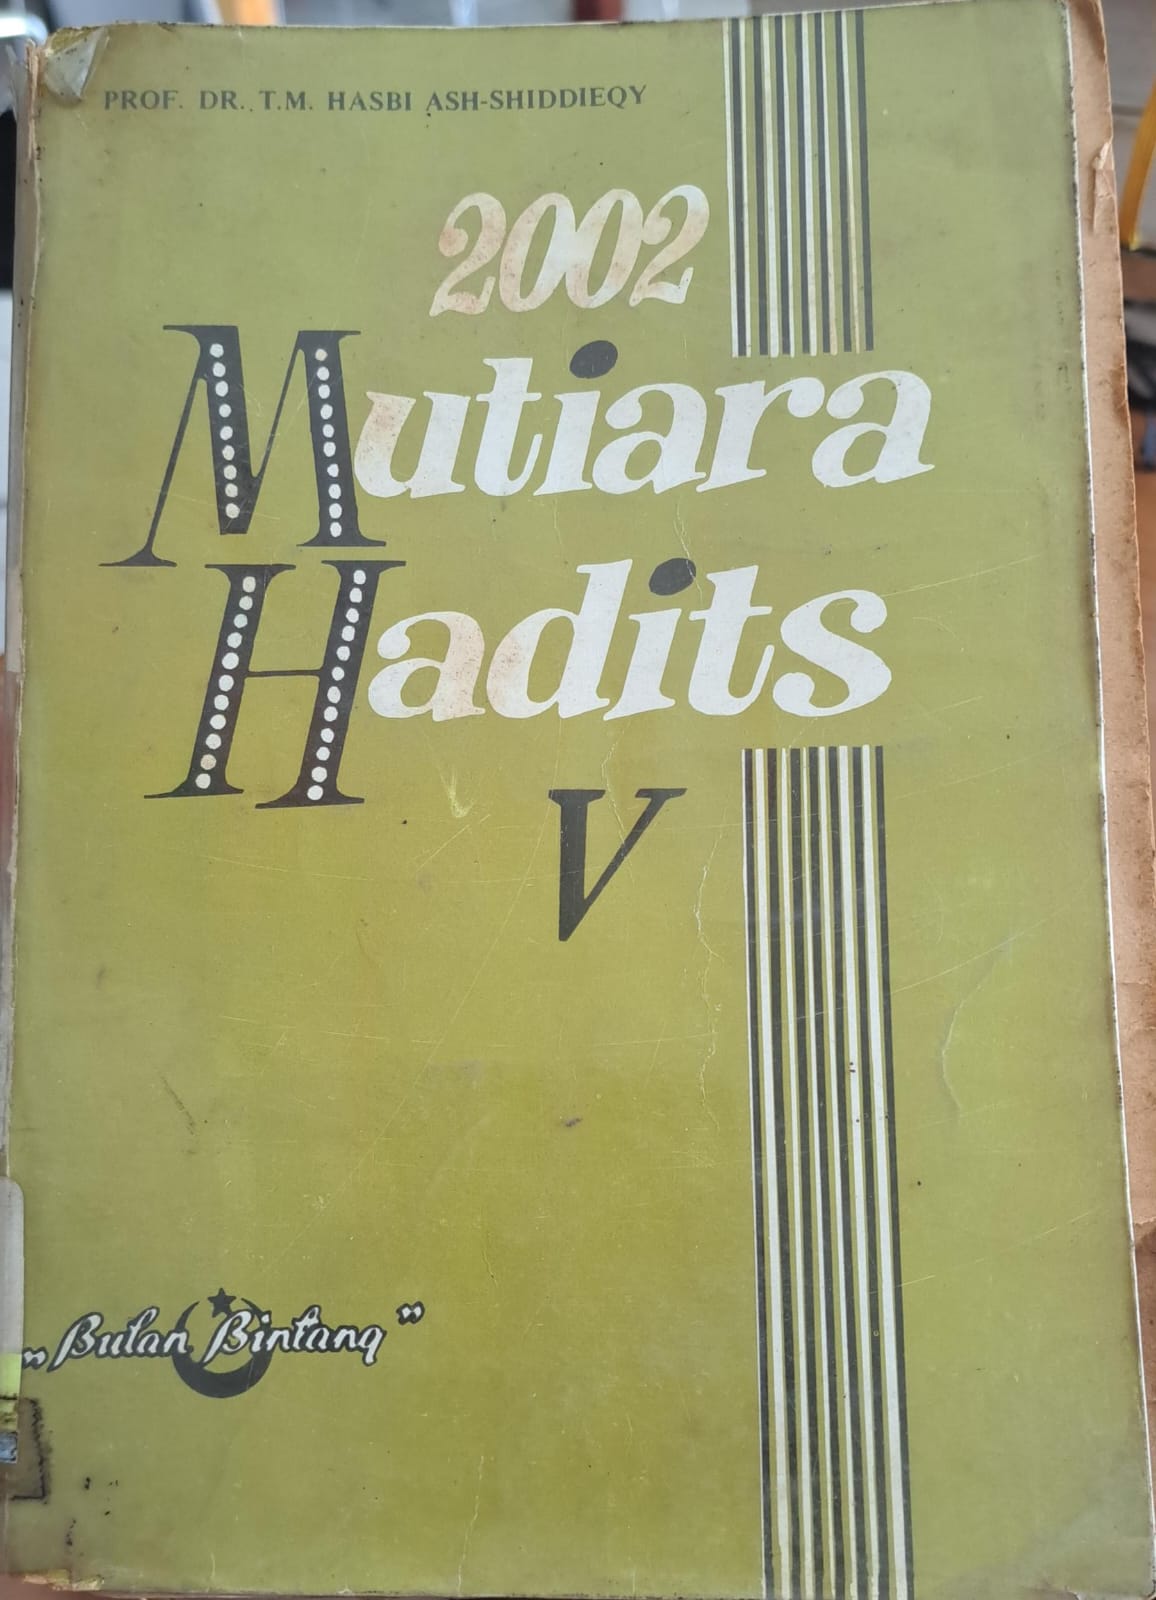 PROF. DR. T.M. HASBI ASH-SHIDDIEQY
2002
Mutiara
Hadits
V
„Bulan Bintang”